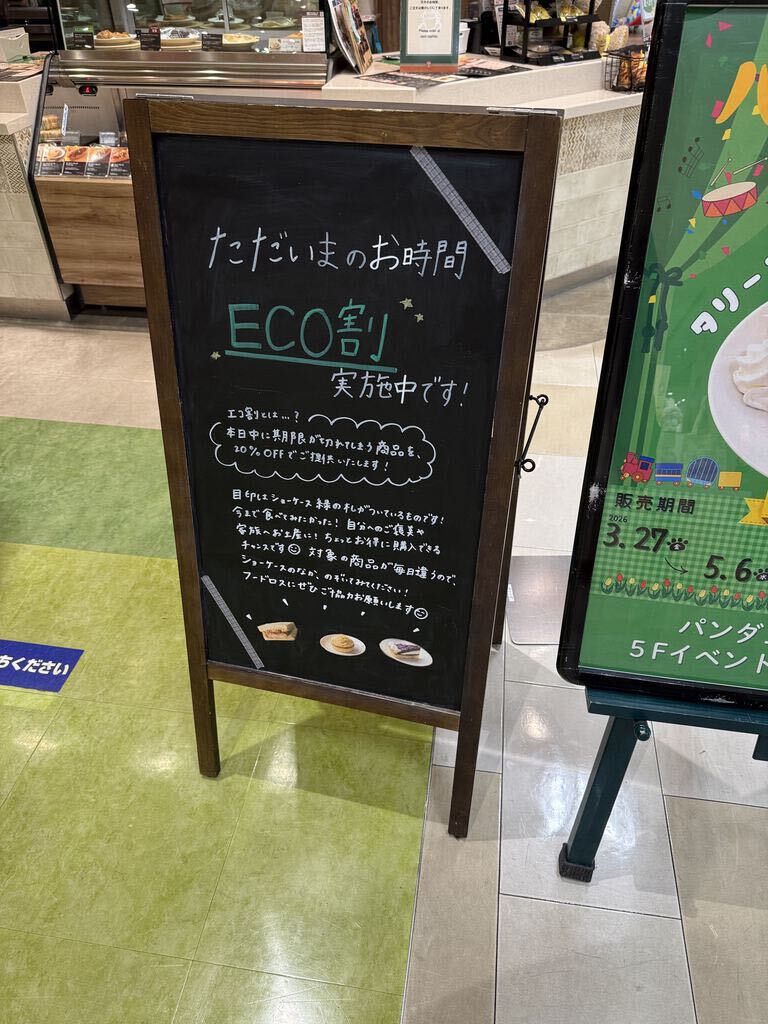 ただいまのお時間
ECO割
実施中です!
エコ割とは…?
本日中に期限が切れてしまう商品を、
20%OFFでご提供いたします!
目印はショーケース緑の札がついているものです!
今まで食べてみたかった!自分へのご褒美や
家族へお土産に!ちょっとお得に購入できる
チャンスです 対象の商品が毎日違うので、
ショーケースのなか、のぞいてみてください!
フードロスにぜひご協力お願いします
ちください
タリー
販売期間
2026
3.27金
5.6水
パンダ
5Fイベント